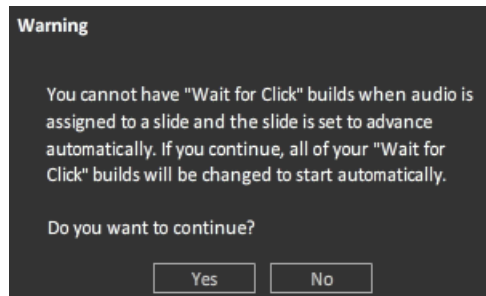 Warning
You cannot have "Wait for Click" builds when audio is
assigned to a slide and the slide is set to advance
automatically. If you continue, all of your "Wait for
Click" builds will be changed to start automatically.
Do you want to continue?
Yes No